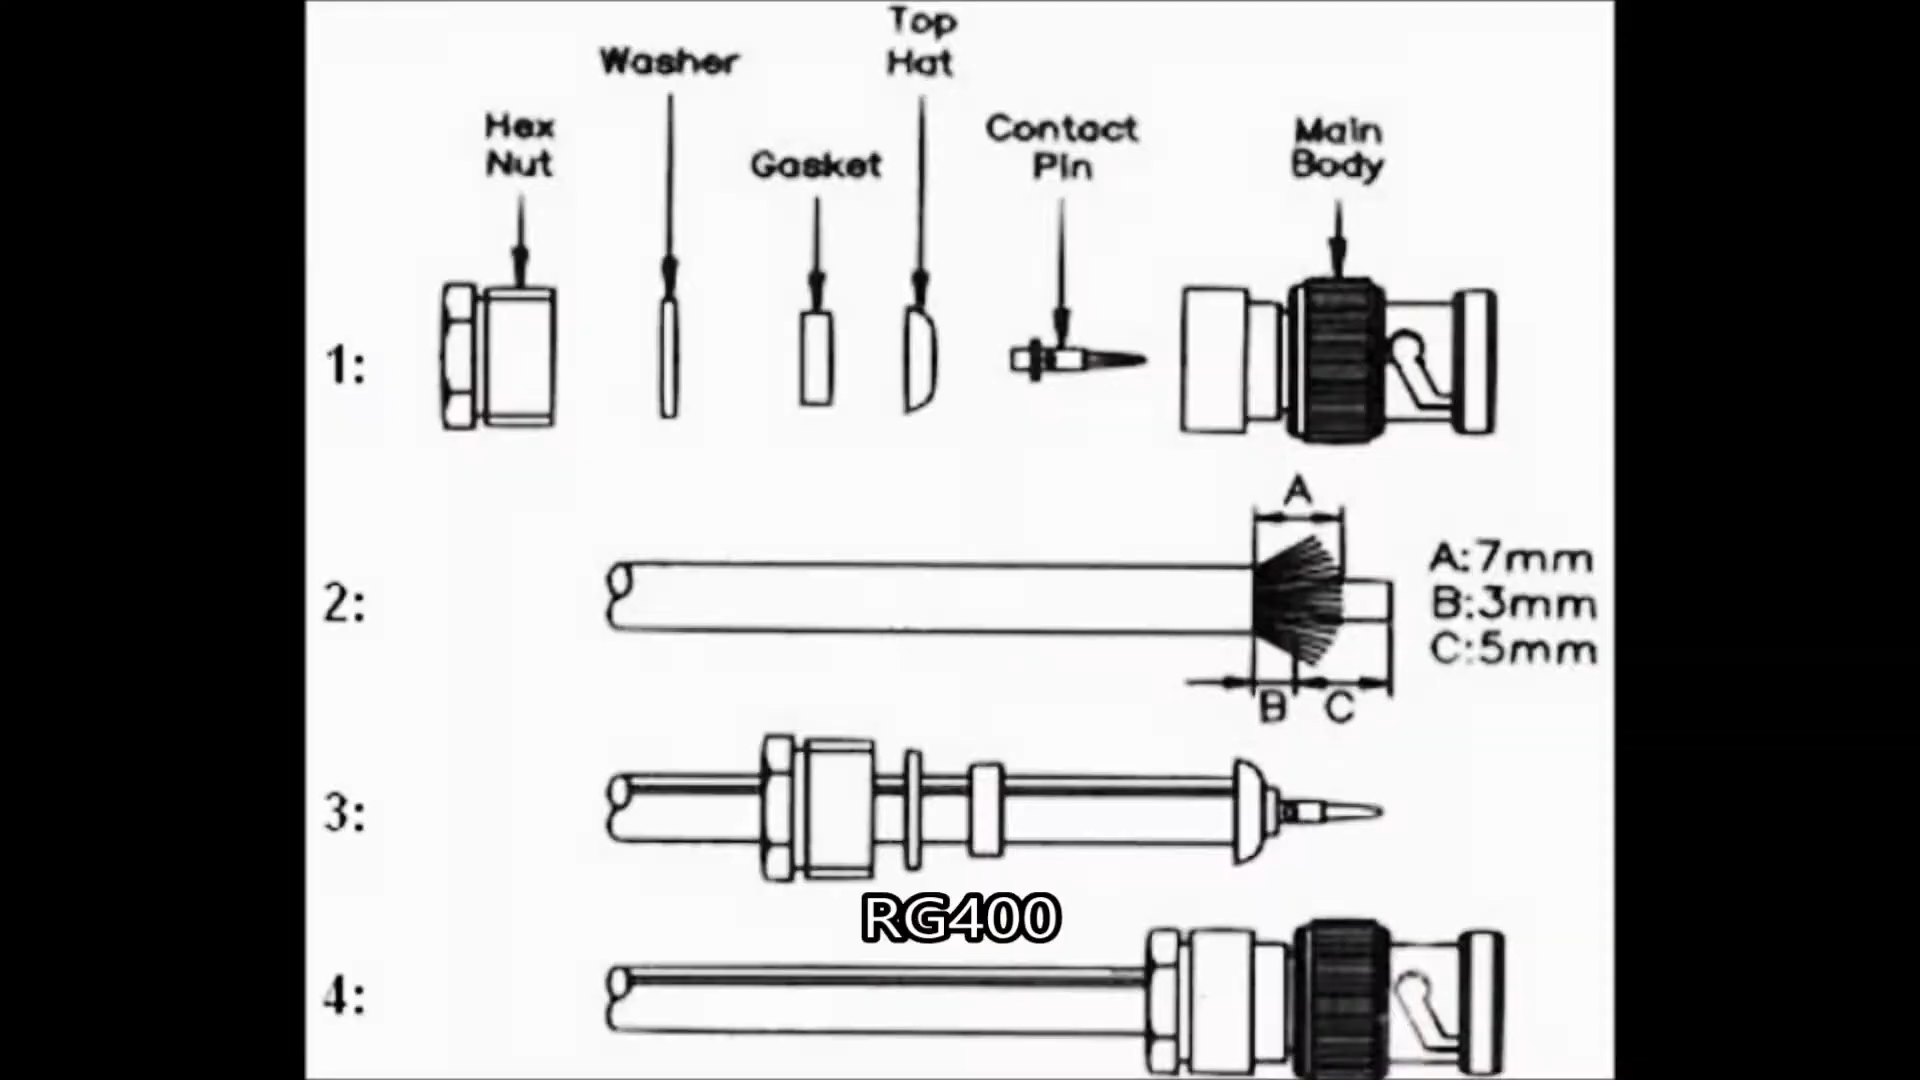 Top
Hat
Washer
Hex
Nut
Gasket
Contact
Pin
Main
Body
1:
A
2:
A:7mm
B:3mm
C:5mm
B C
3:
RG400
4: